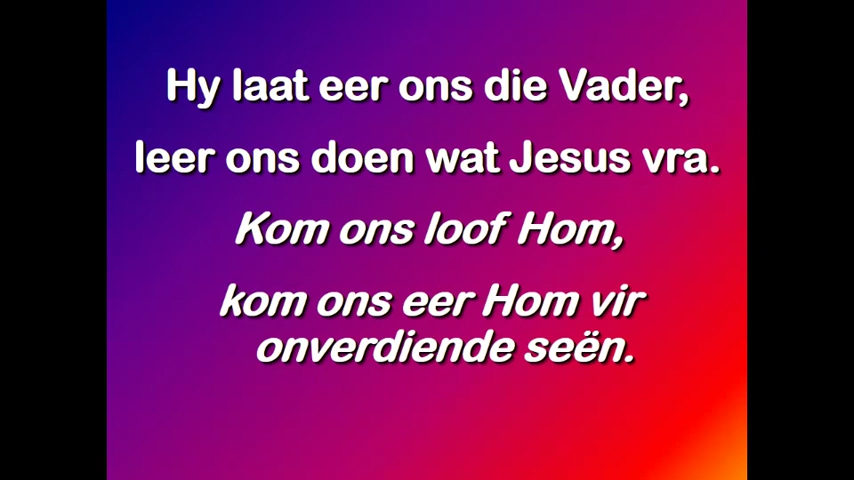 Hy laat eer ons die Vader,
leer ons doen wat Jesus vra.
Kom ons loof Hom,
kom ons eer Hom vir
onverdiende seën.